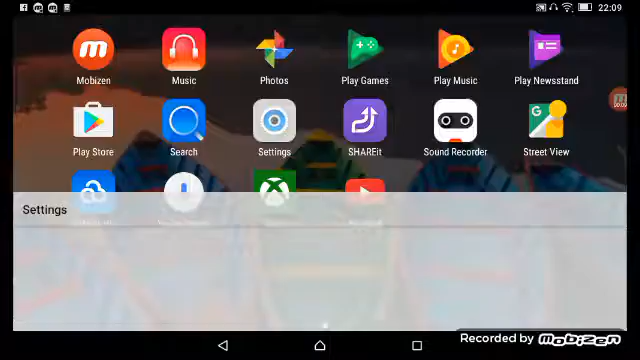 22:09
Mobizen
Music
Photos
Play Games
Play Music
Play Newsstand
Play Store
Search
Settings
SHAREit
Sound Recorder
Street View
Settings
Recorded by mobizen